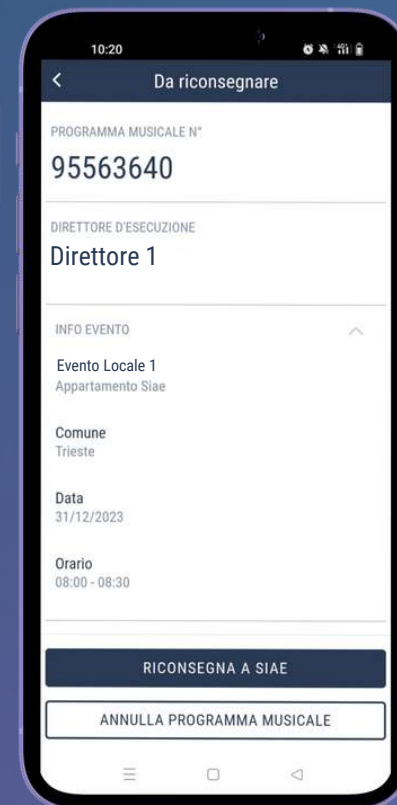 10:20
Da riconsegnare
PROGRAMMA MUSICALE N°
95563640
DIRETTORE D'ESECUZIONE
Direttore 1
INFO EVENTO
Evento Locale 1
Appartamento Siae
Comune
Trieste
Data
31/12/2023
Orario
08:00 - 08:30
RICONSEGNA A SIAE
ANNULLA PROGRAMMA MUSICALE